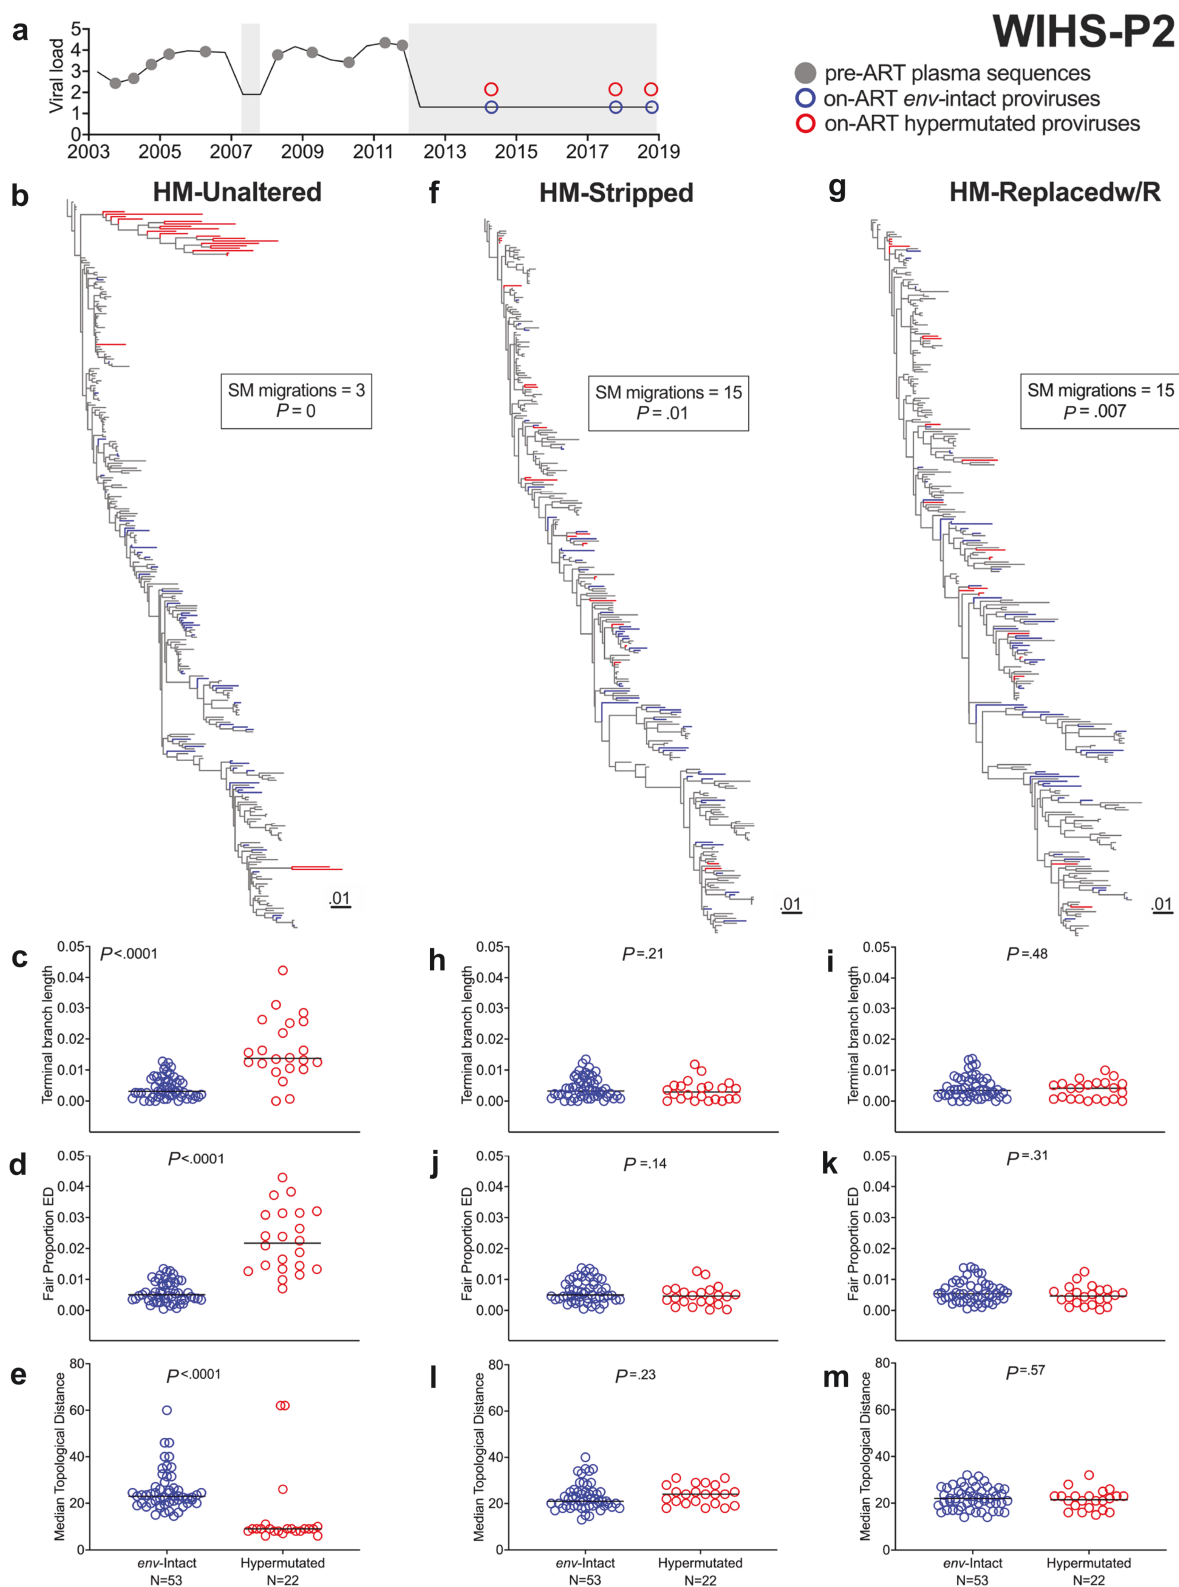 a
WIHS-P2
Viral load
5
4
3
2
1
0
2003 2005 2007 2009 2011 2013 2015 2017 2019
pre-ART plasma sequences
on-ART env-intact proviruses
on-ART hypermutated proviruses
b HM-Unaltered
SM migrations = 3
P = 0
.01
f HM-Stripped
SM migrations = 15
P = .01
.01
g HM-Replacedw/R
SM migrations = 15
P = .007
.01
c
P<.0001
Terminal branch length
0.05
0.04
0.03
0.02
0.01
0.00
h
P=.21
Terminal branch length
0.05
0.04
0.03
0.02
0.01
0.00
i
P=.48
Terminal branch length
0.05
0.04
0.03
0.02
0.01
0.00
d
P<.0001
Fair Proportion ED
0.05
0.04
0.03
0.02
0.01
0.00
j
P=.14
Fair Proportion ED
0.05
0.04
0.03
0.02
0.01
0.00
k
P=.31
Fair Proportion ED
0.05
0.04
0.03
0.02
0.01
0.00
e
P<.0001
Median Topological Distance
80
60
40
20
0
env-Intact Hypermutated
N=53 N=22
l
P=.23
Median Topological Distance
80
60
40
20
0
env-Intact Hypermutated
N=53 N=22
m
P=.57
Median Topological Distance
80
60
40
20
0
env-Intact Hypermutated
N=53 N=22